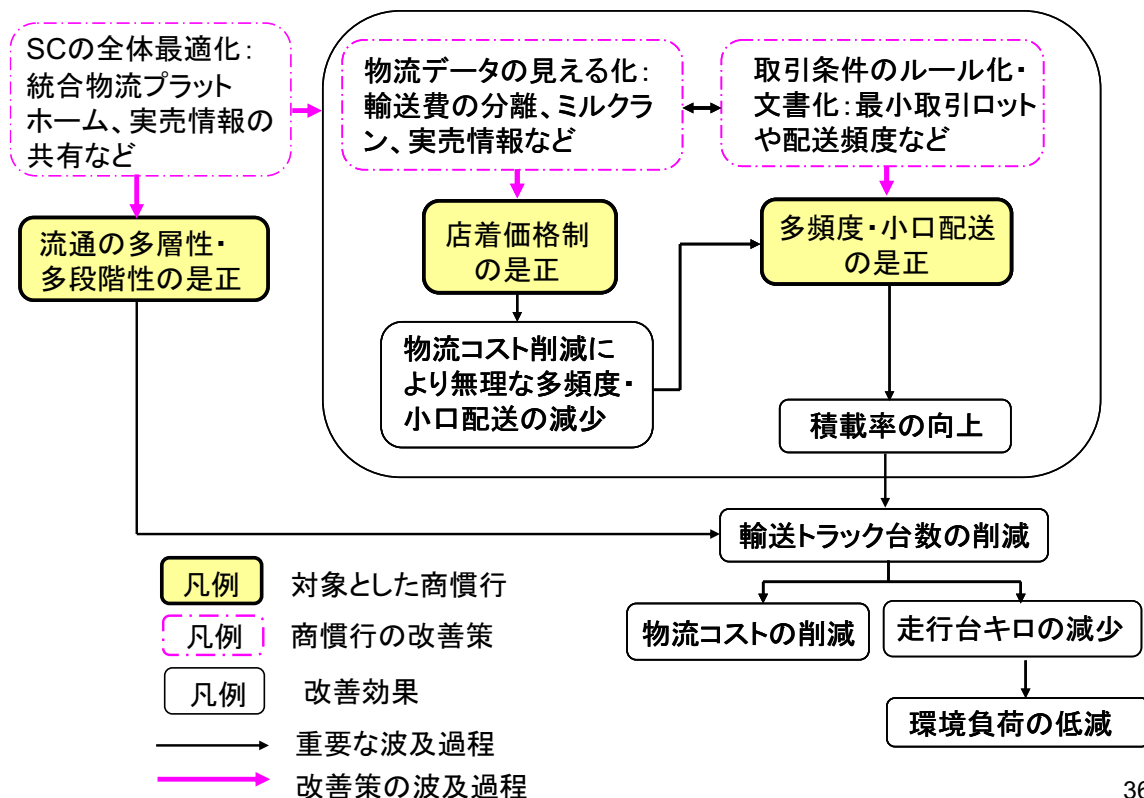 SCの全体最適化：
統合物流プラット
ホーム、実売情報の
共有など
物流データの見える化：
輸送費の分離、ミルクラ
ン、実売情報など
取引条件のルール化・
文書化：最小取引ロット
や配送頻度など
流通の多層性・
多段階性の是正
店着価格制
の是正
多頻度・小口配送
の是正
物流コスト削減に
より無理な多頻度・
小口配送の減少
積載率の向上
輸送トラック台数の削減
物流コストの削減
走行台キロの減少
環境負荷の低減
凡例 対象とした商慣行
凡例 商慣行の改善策
凡例 改善効果
重要な波及過程
改善策の波及過程
36